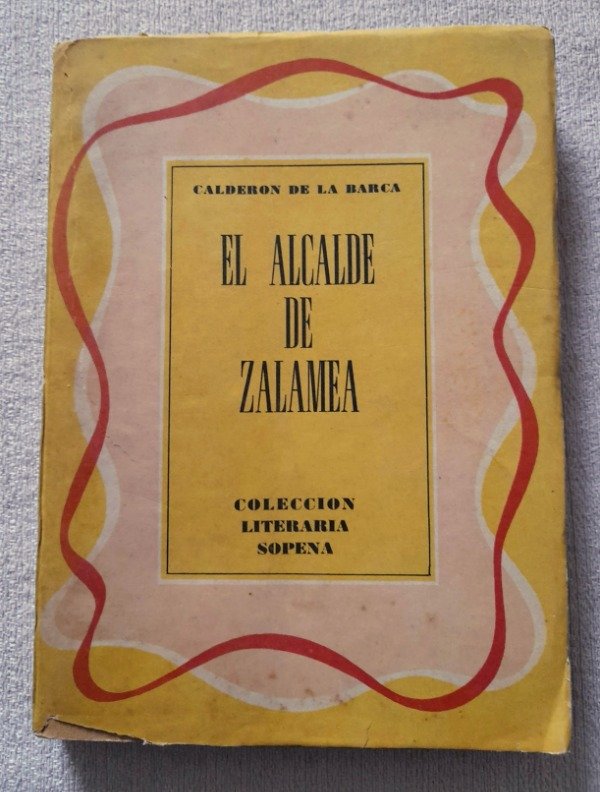 CALDERON DE LA BARCA
EL ALCALDE
DE
ZALAMEA
COLECCION
LITERARIA
SOPENA